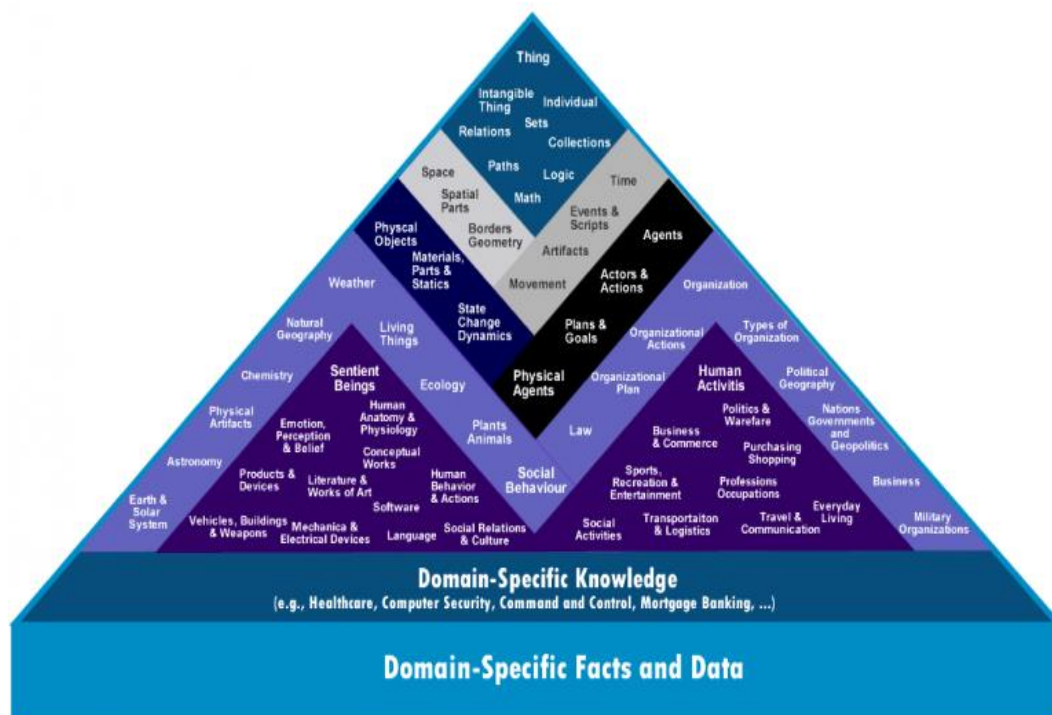 Thing
Intangible
Thing
Individual
Sets
Relations
Collections
Paths
Logic
Math
Space
Spatial
Parts
Borders
Geometry
Time
Events &
Scripts
Artifacts
Movement
Physcal
Objects
Materials,
Parts &
Statics
State
Change
Dynamics
Agents
Actors &
Actions
Plans &
Goals
Physical
Agents
Weather
Natural
Geography
Living
Things
Chemistry
Ecology
Physical
Artifacts
Plants
Animals
Astronomy
Social
Behaviour
Earth &
Solar
System
Organization
Organizational
Actions
Types of
Organization
Organizational
Plan
Political
Geography
Law
Nations
Governments
and
Geopolitics
Business
Military
Organizations
Sentient
Beings
Human
Anatomy &
Physiology
Emotion,
Perception
& Belief
Conceptual
Works
Products &
Devices
Literature &
Works of Art
Human
Behavior
& Actions
Software
Vehicles, Buildings
& Weapons
Mechanica &
Electrical Devices
Language
Social Relations
& Culture
Human
Activitis
Politics &
Warefare
Business
& Commerce
Purchasing
Shopping
Sports,
Recreation &
Entertainment
Professions
Occupations
Everyday
Living
Social
Activities
Transportaiton
& Logistics
Travel &
Communication
Domain-Specific Knowledge
(e.g., Healthcare, Computer Security, Command and Control, Mortgage Banking, ...)
Domain-Specific Facts and Data